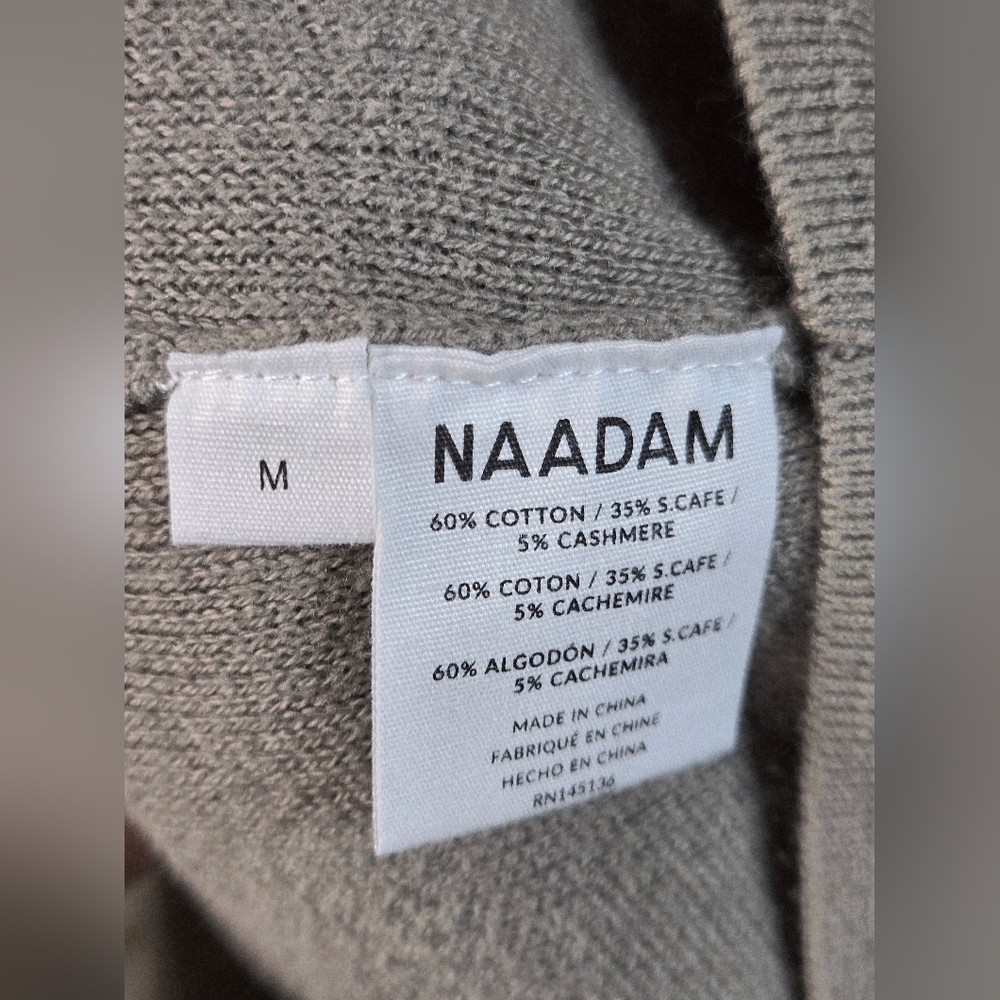 M
NAADAM
60% COTTON / 35% S.CAFE /
5% CASHMERE
60% COTON / 35% S.CAFE /
5% CACHEMIRE
60% ALGODÓN / 35% S.CAFE /
5% CACHEMIRA
MADE IN CHINA
FABRIQUÉ EN CHINE
HECHO EN CHINA
RN145136